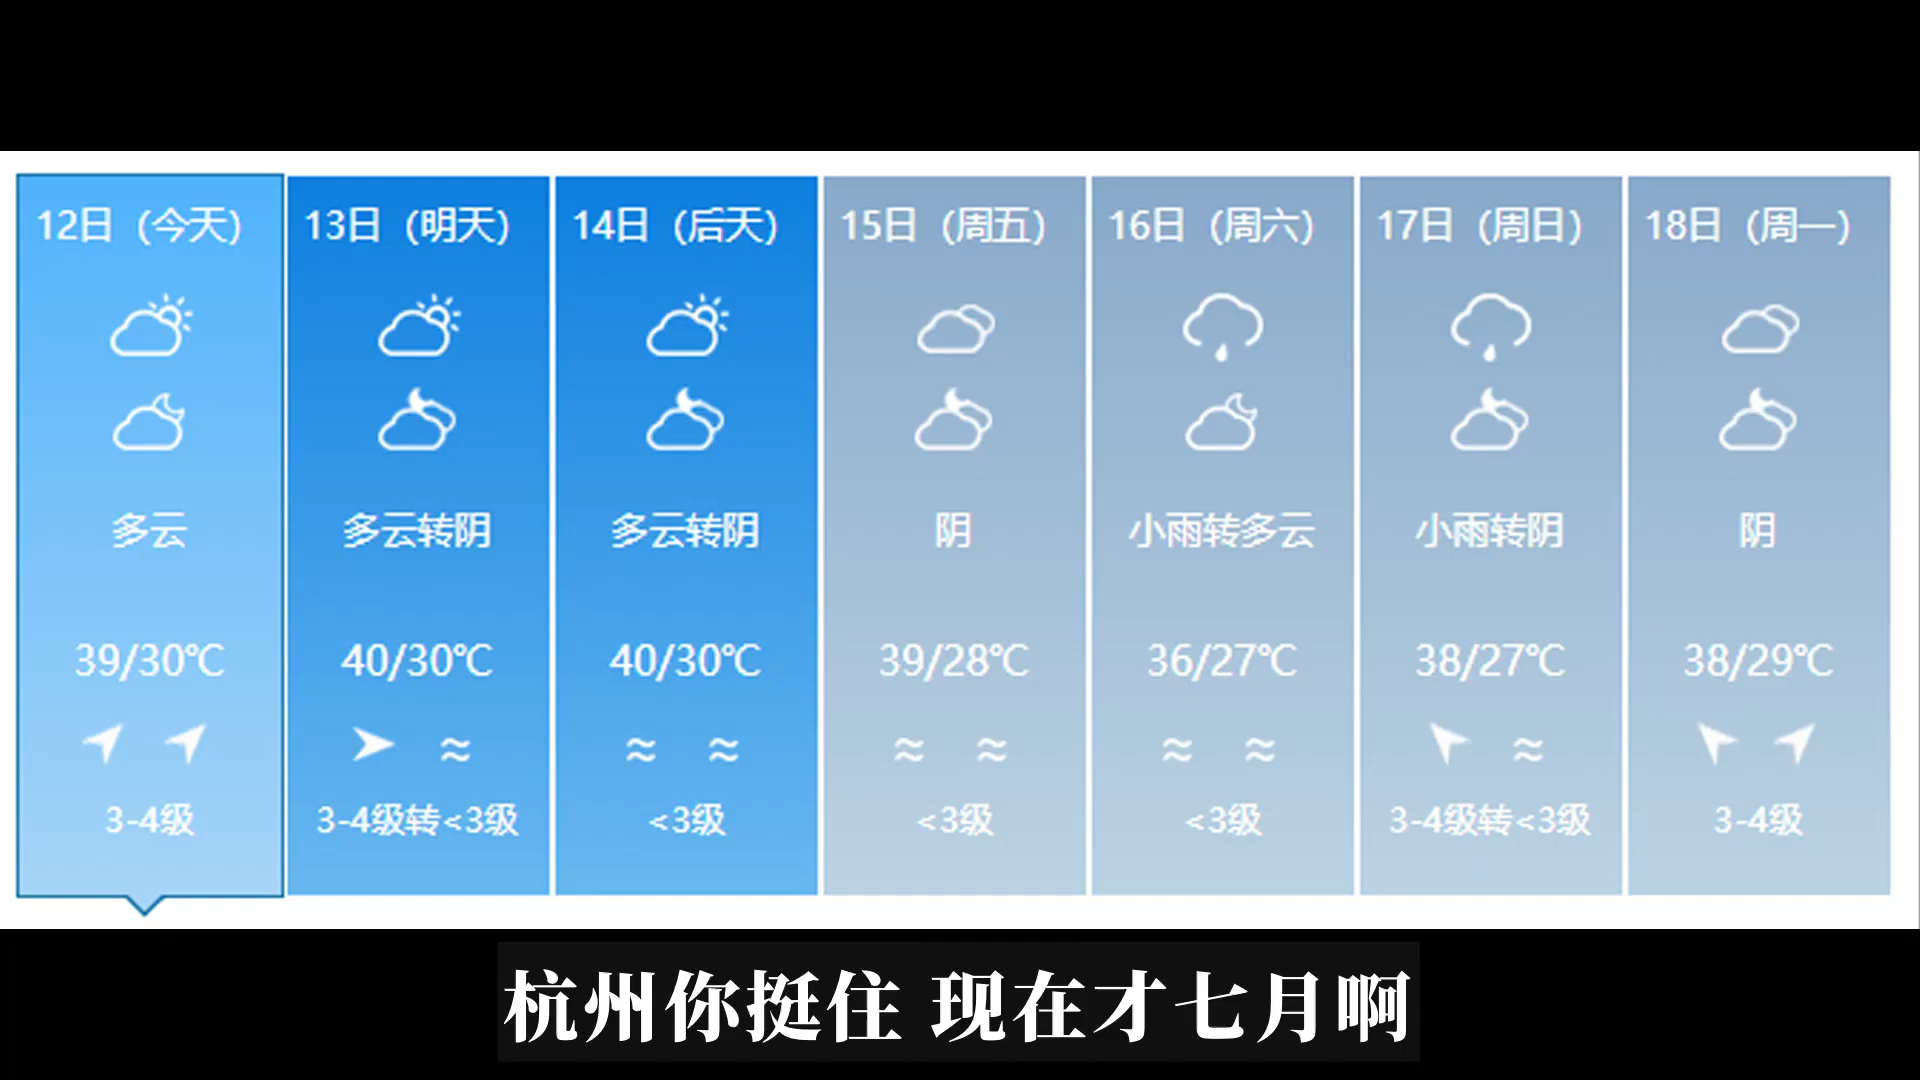 12日（今天）
13日（明天）
14日（后天）
15日（周五）
16日（周六）
17日（周日）
18日（周一）
多云
多云转阴
多云转阴
阴
小雨转多云
小雨转阴
阴
39/30℃
40/30℃
40/30℃
39/28℃
36/27℃
38/27℃
38/29℃
3-4级
3-4级转<3级
<3级
<3级
<3级
3-4级转<3级
3-4级
杭州你挺住 现在才七月啊